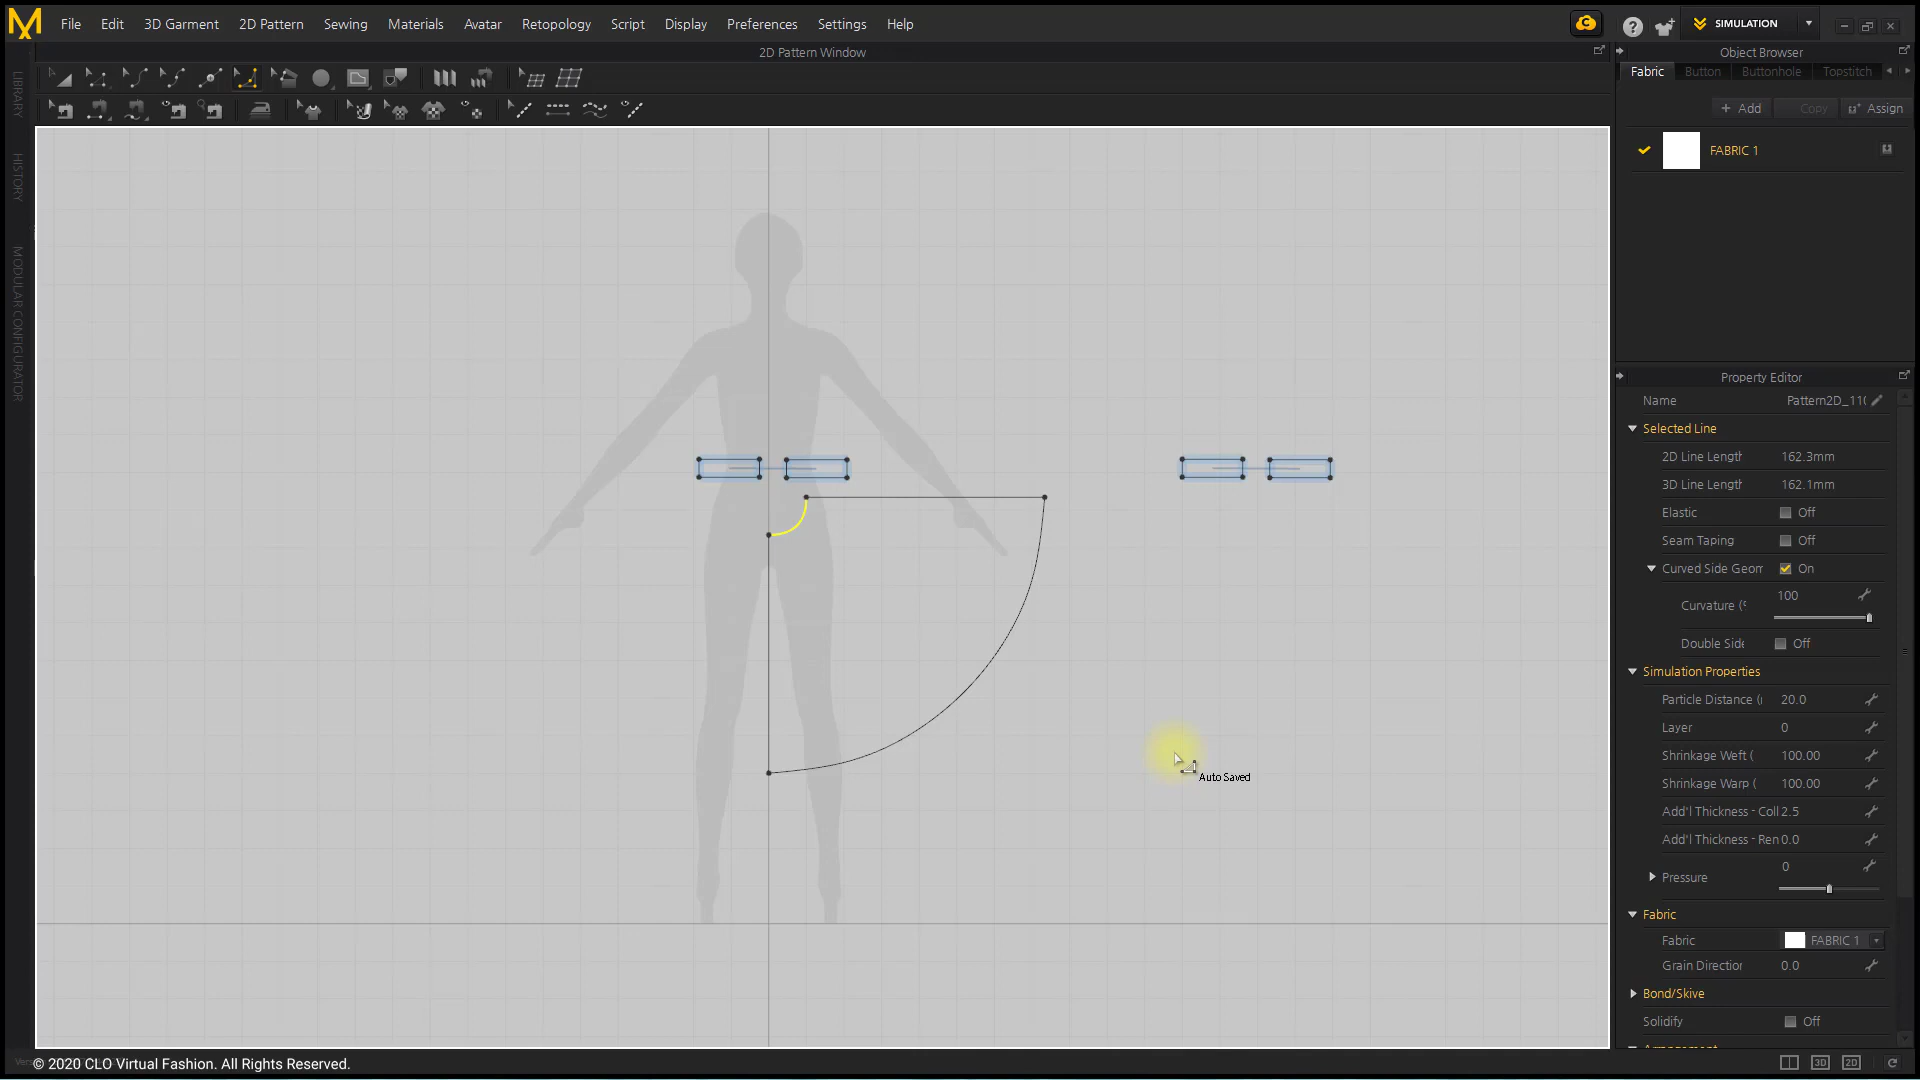 File Edit 3D Garment 2D Pattern Sewing Materials Avatar Retopology Script Display Preferences Settings Help
SIMULATION
2D Pattern Window
Object Browser
LIBRARY
HISTORY
MODULAR CONFIGURATOR
Fabric Button Buttonhole Topstitch
+ Add Copy Assign
FABRIC 1
Property Editor
Name Pattern2D_11(
Selected Line
2D Line Length 162.3mm
3D Line Length 162.1mm
Elastic Off
Seam Taping Off
Curved Side Geom On
Curvature ( 100
Double Side Off
Simulation Properties
Particle Distance ( 20.0
Layer 0
Shrinkage Weft ( 100.00
Shrinkage Warp ( 100.00
Add'l Thickness - Coll 2.5
Add'l Thickness - Ren 0.0
Pressure 0
Fabric
Fabric FABRIC 1
Grain Direction 0.0
Bond/Skive
Solidify Off
Auto Saved
© 2020 CLO Virtual Fashion. All Rights Reserved.
3D 2D